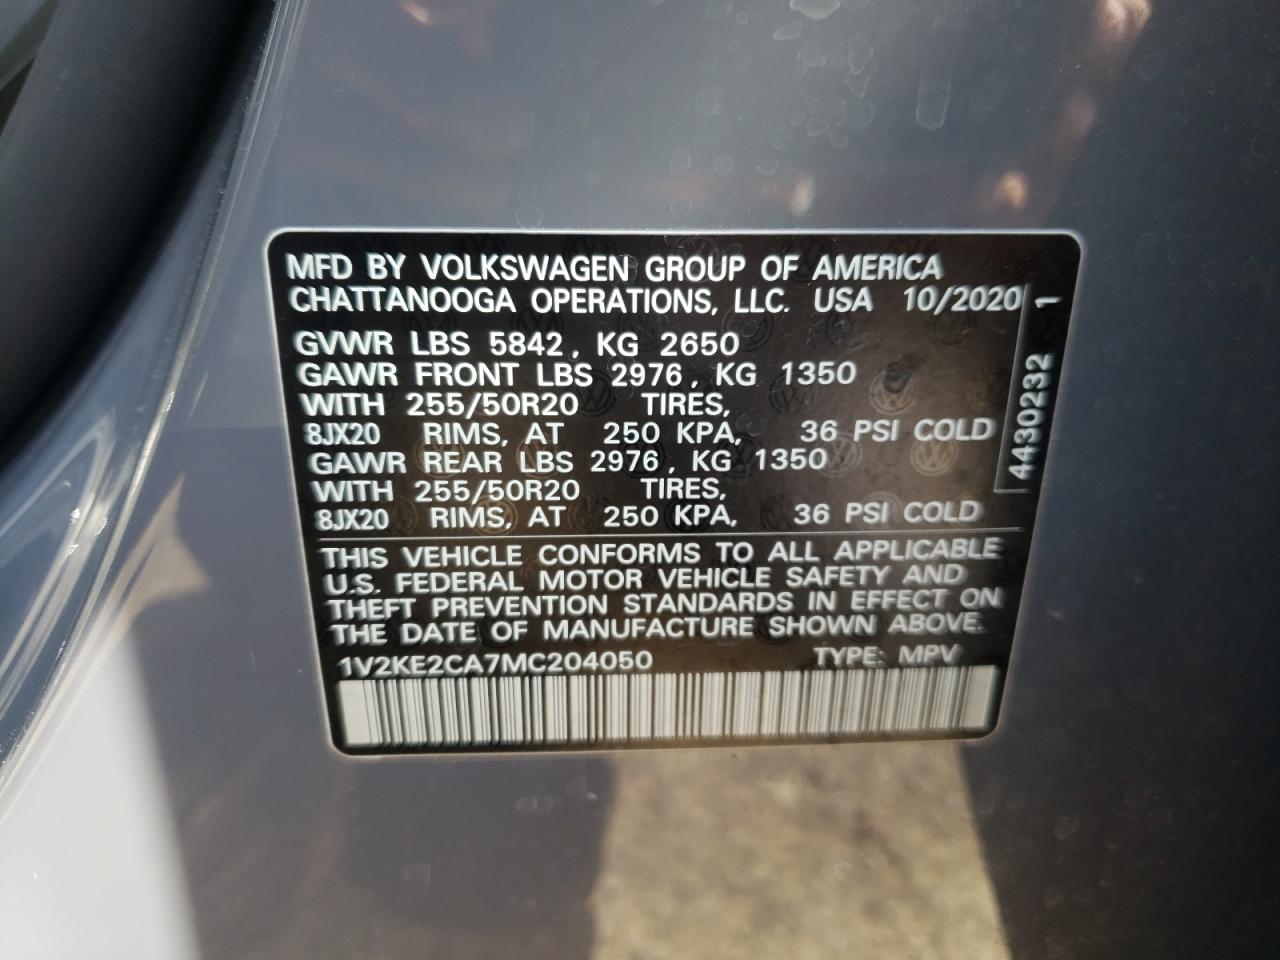 MFD BY VOLKSWAGEN GROUP OF AMERICA
CHATTANOOGA OPERATIONS, LLC. USA 10/2020
GVWR LBS 5842, KG 2650
GAWR FRONT LBS 2976, KG 1350
WITH 255/50R20 TIRES,
8JX20 RIMS, AT 250 KPA, 36 PSI COLD
GAWR REAR LBS 2976, KG 1350
WITH 255/50R20 TIRES,
8JX20 RIMS, AT 250 KPA, 36 PSI COLD
THIS VEHICLE CONFORMS TO ALL APPLICABLE
U.S. FEDERAL MOTOR VEHICLE SAFETY AND
THEFT PREVENTION STANDARDS IN EFFECT ON
THE DATE OF MANUFACTURE SHOWN ABOVE.
1V2KE2CA7MC204050 TYPE: MPV
4430232 1